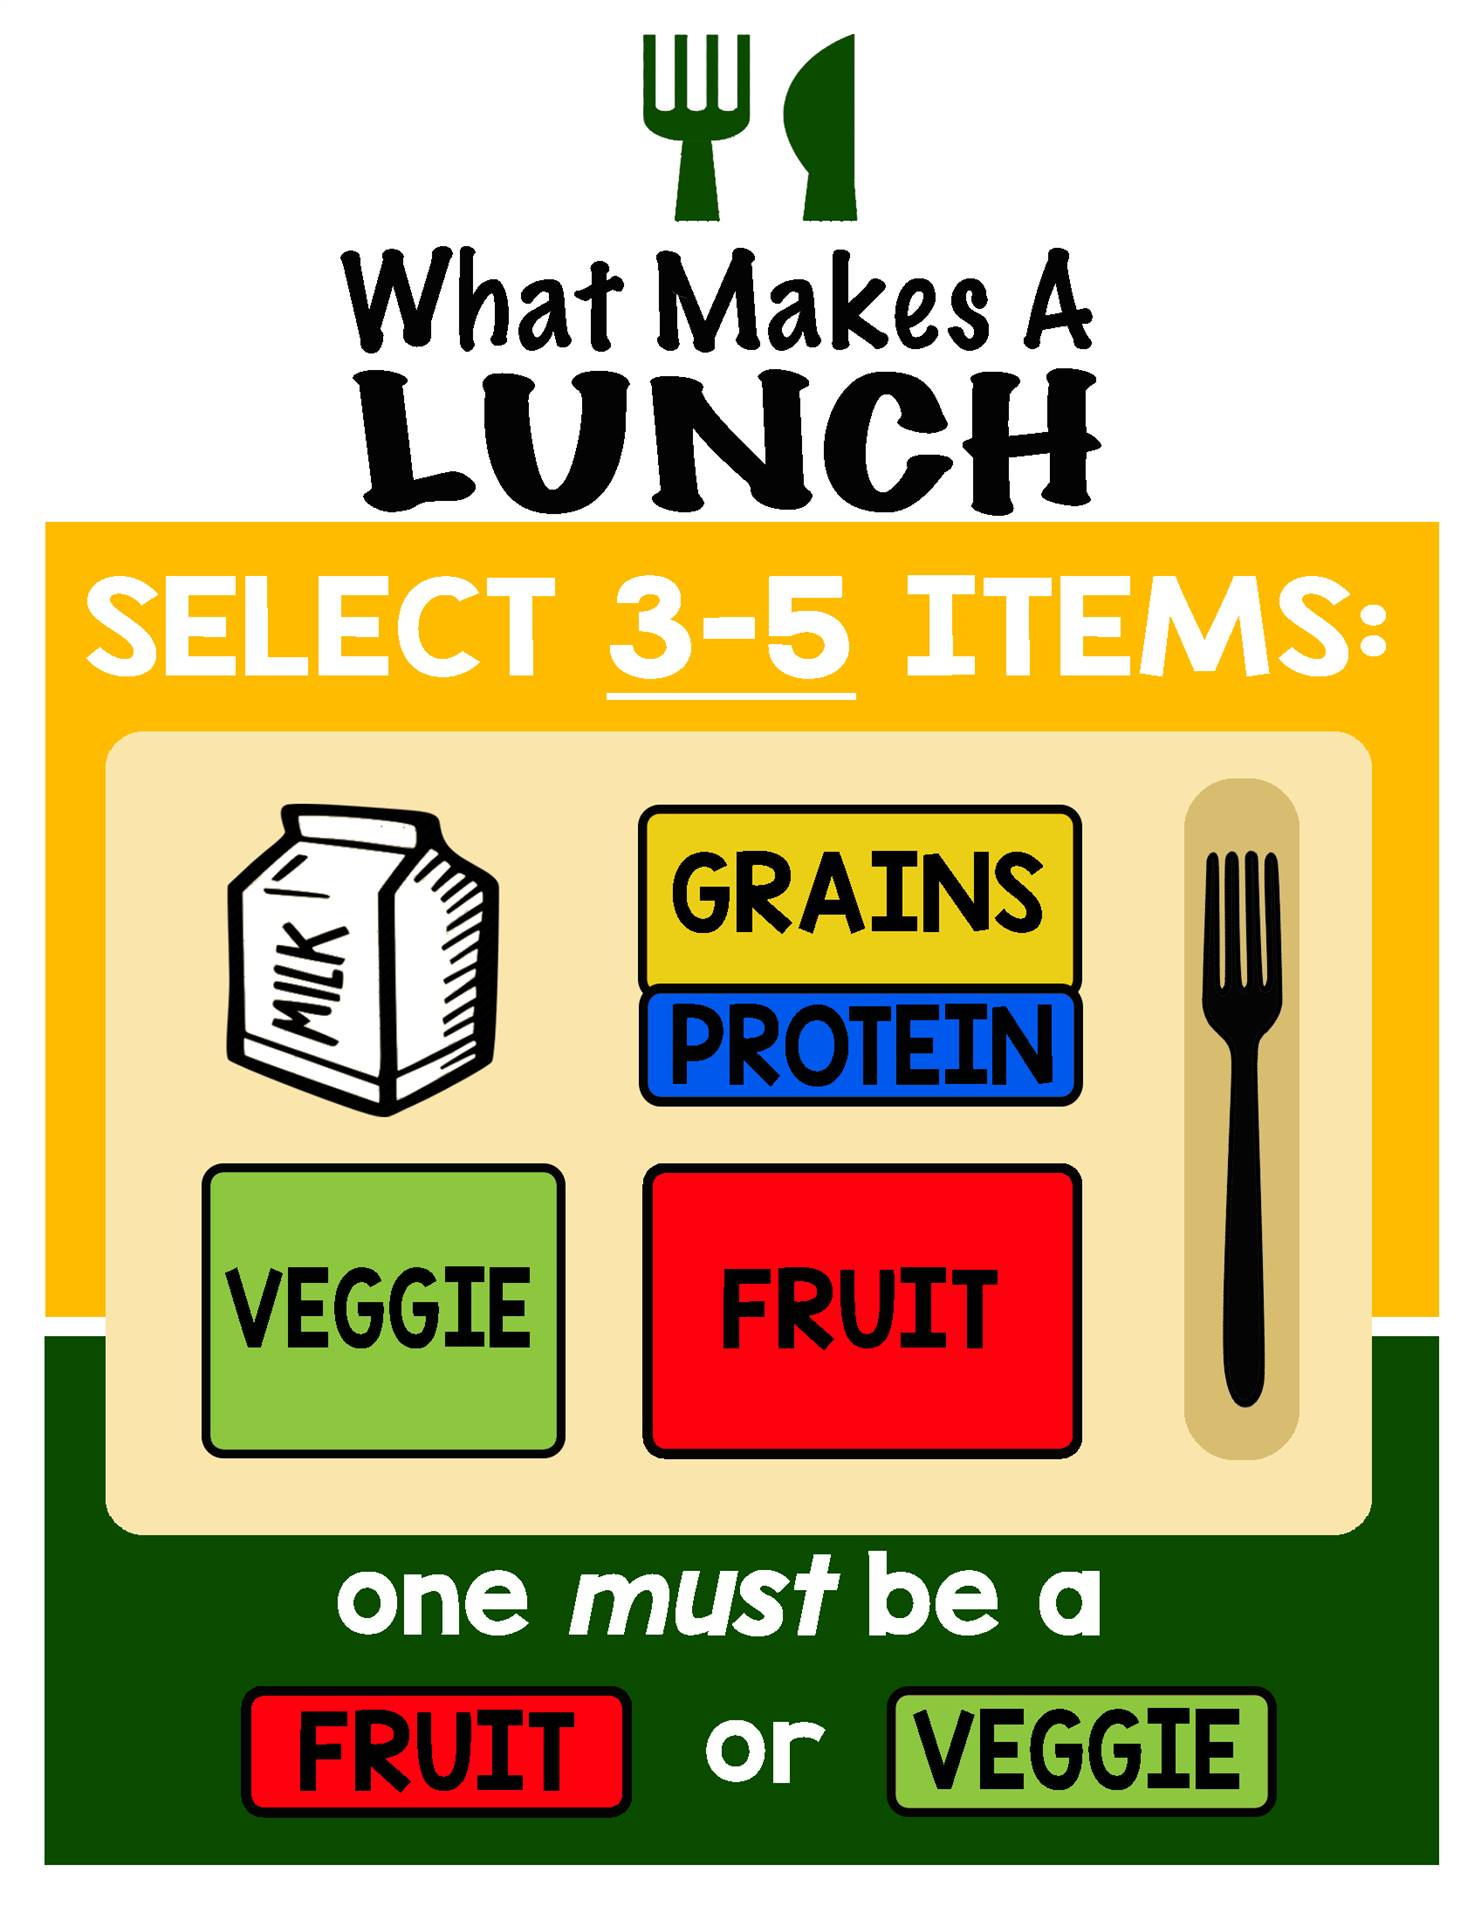 What Makes A
LUNCH
SELECT 3-5 ITEMS:
MILK
GRAINS
PROTEIN
VEGGIE
FRUIT
one must be a
FRUIT or VEGGIE